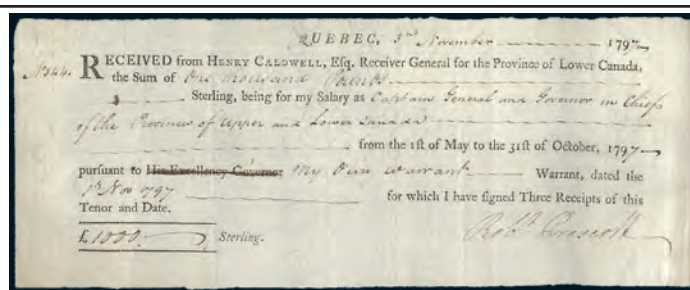 QUEBEC, 3rd November 1797
No 344. RECEIVED from HENRY CALDWELL, Esq. Receiver General for the Province of Lower Canada,
the Sum of One thousand Pounds
Sterling, being for my Salary as Captain General and Governor in Chief
of the Province of Upper and Lower Canada
from the 1st of May to the 31st of October, 1797
pursuant to His Excellency Governor My Own Warrant Warrant, dated the
1st Nov 1797 for which I have signed Three Receipts of this
Tenor and Date.
£1000 Sterling.
Robt. Prescott